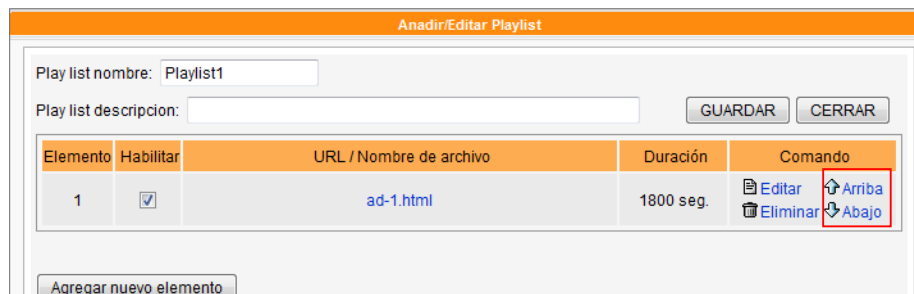 Anadir/Editar Playlist
Play list nombre: Playlist1
Play list descripcion:
GUARDAR CERRAR
Elemento Habilitar URL / Nombre de archivo Duración Comando
1 ad-1.html 1800 seg. Editar Arriba
Eliminar Abajo
Agregar nuevo elemento